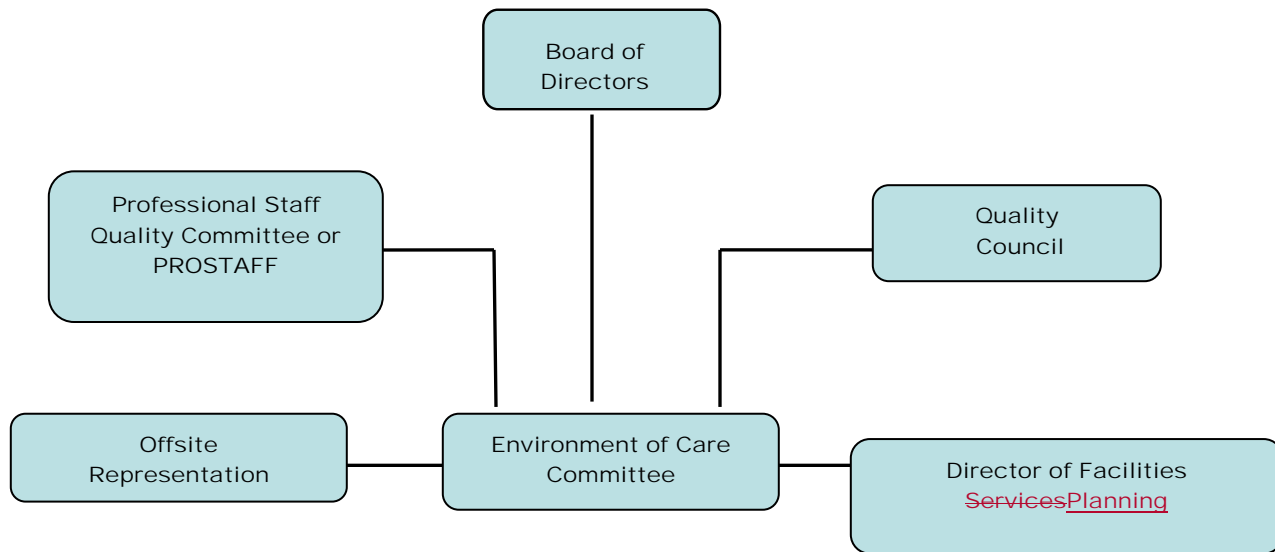 Board of
Directors
Professional Staff
Quality Committee or
PROSTAFF
Quality
Council
Offsite
Representation
Environment of Care
Committee
Director of Facilities
ServicesPlanning